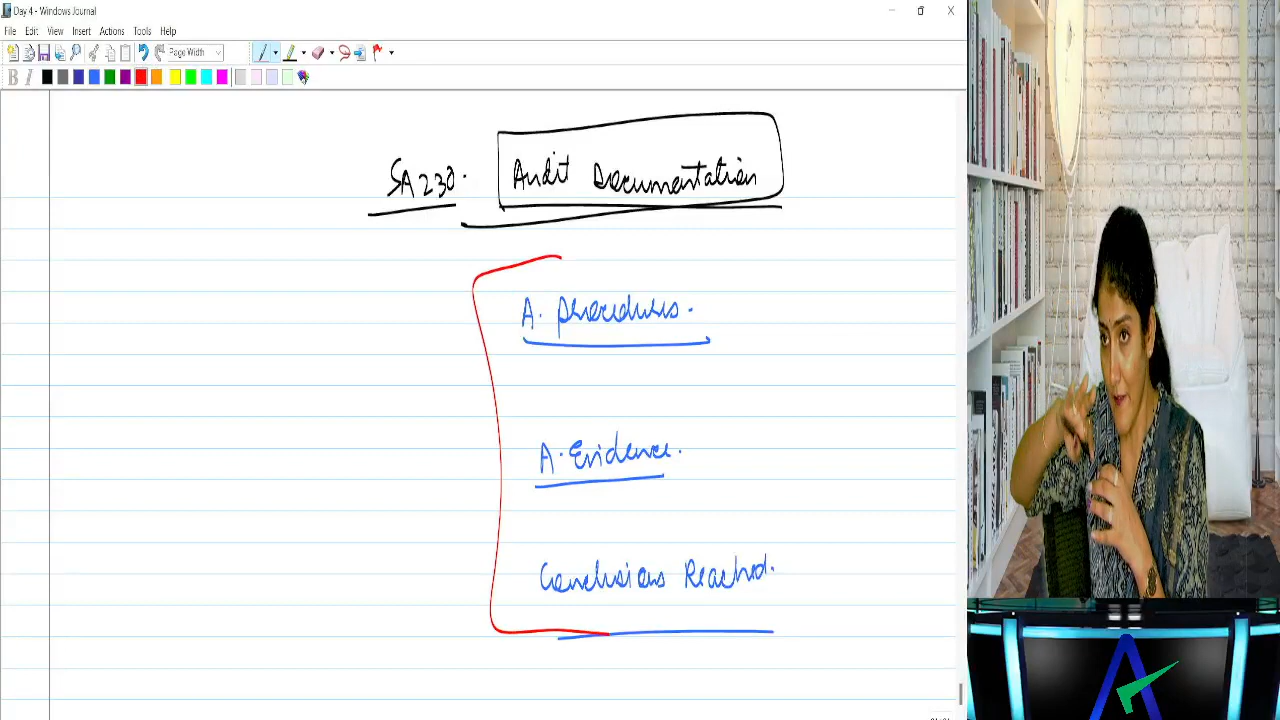 Day 4 - Windows Journal
File Edit View Insert Actions Tools Help
Page Width
B I
SA 230. Audit Documentation
A. Procedures.
A. Evidence.
Conclusions Reached.